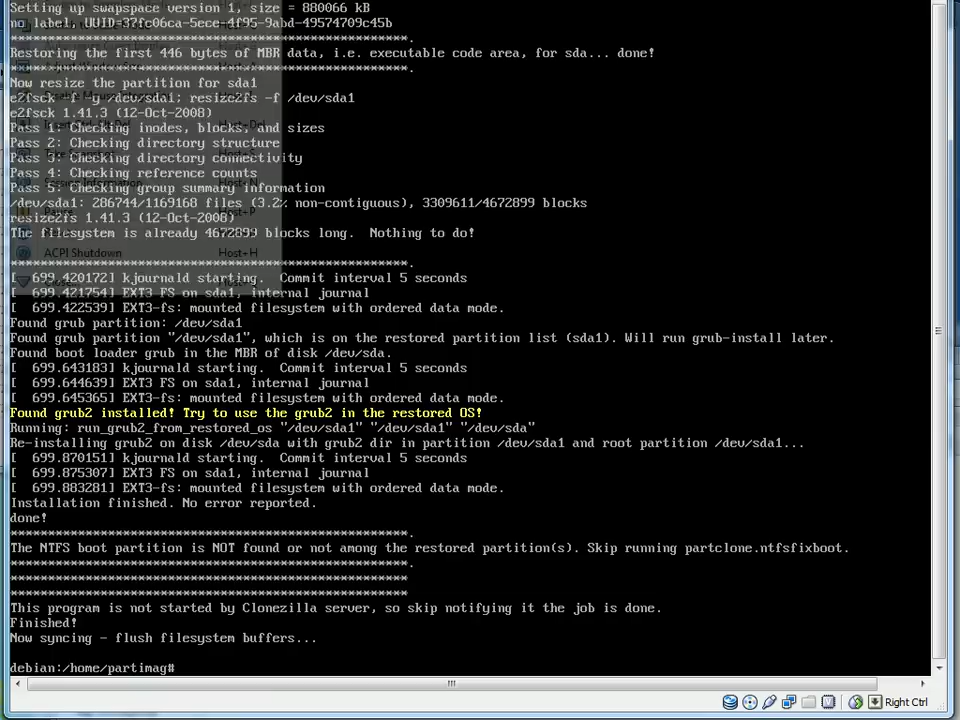 Setting up swapspace version 1, size = 880066 kB
no label, UUID=37fc06ca-5ece-4f95-9abd-49574709c45b
******************************************************.
Restoring the first 446 bytes of MBR data, i.e. executable code area, for sda... done!
******************************************************.
Now resize the partition for sda1
e2fsck -f -y /dev/sda1; resize2fs -f /dev/sda1
e2fsck 1.41.3 (12-Oct-2008)
Pass 1: Checking inodes, blocks, and sizes
Pass 2: Checking directory structure
Pass 3: Checking directory connectivity
Pass 4: Checking reference counts
Pass 5: Checking group summary information
/dev/sda1: 286744/1169168 files (3.2% non-contiguous), 3309611/4672899 blocks
resize2fs 1.41.3 (12-Oct-2008)
The filesystem is already 4672899 blocks long.  Nothing to do!
ACPI Shutdown Host+H
******************************************************.
[  699.420172] kjournald starting.  Commit interval 5 seconds
[  699.421754] EXT3 FS on sda1, internal journal
[  699.422539] EXT3-fs: mounted filesystem with ordered data mode.
Found grub partition: /dev/sda1
Found grub partition "/dev/sda1", which is on the restored partition list (sda1). Will run grub-install later.
Found boot loader grub in the MBR of disk /dev/sda.
[  699.643183] kjournald starting.  Commit interval 5 seconds
[  699.644639] EXT3 FS on sda1, internal journal
[  699.645365] EXT3-fs: mounted filesystem with ordered data mode.
Found grub2 installed! Try to use the grub2 in the restored OS!
Running: run_grub2_from_restored_os "/dev/sda1" "/dev/sda1" "/dev/sda"
Re-installing grub2 on disk /dev/sda with grub2 dir in partition /dev/sda1 and root partition /dev/sda1...
[  699.870151] kjournald starting.  Commit interval 5 seconds
[  699.875307] EXT3 FS on sda1, internal journal
[  699.883281] EXT3-fs: mounted filesystem with ordered data mode.
Installation finished. No error reported.
done!
******************************************************.
The NTFS boot partition is NOT found or not among the restored partition(s). Skip running partclone.ntfsfixboot.
******************************************************.
******************************************************
******************************************************
This program is not started by Clonezilla server, so skip notifying it the job is done.
Finished!
Now syncing - flush filesystem buffers...
debian:/home/partimag#
Right Ctrl